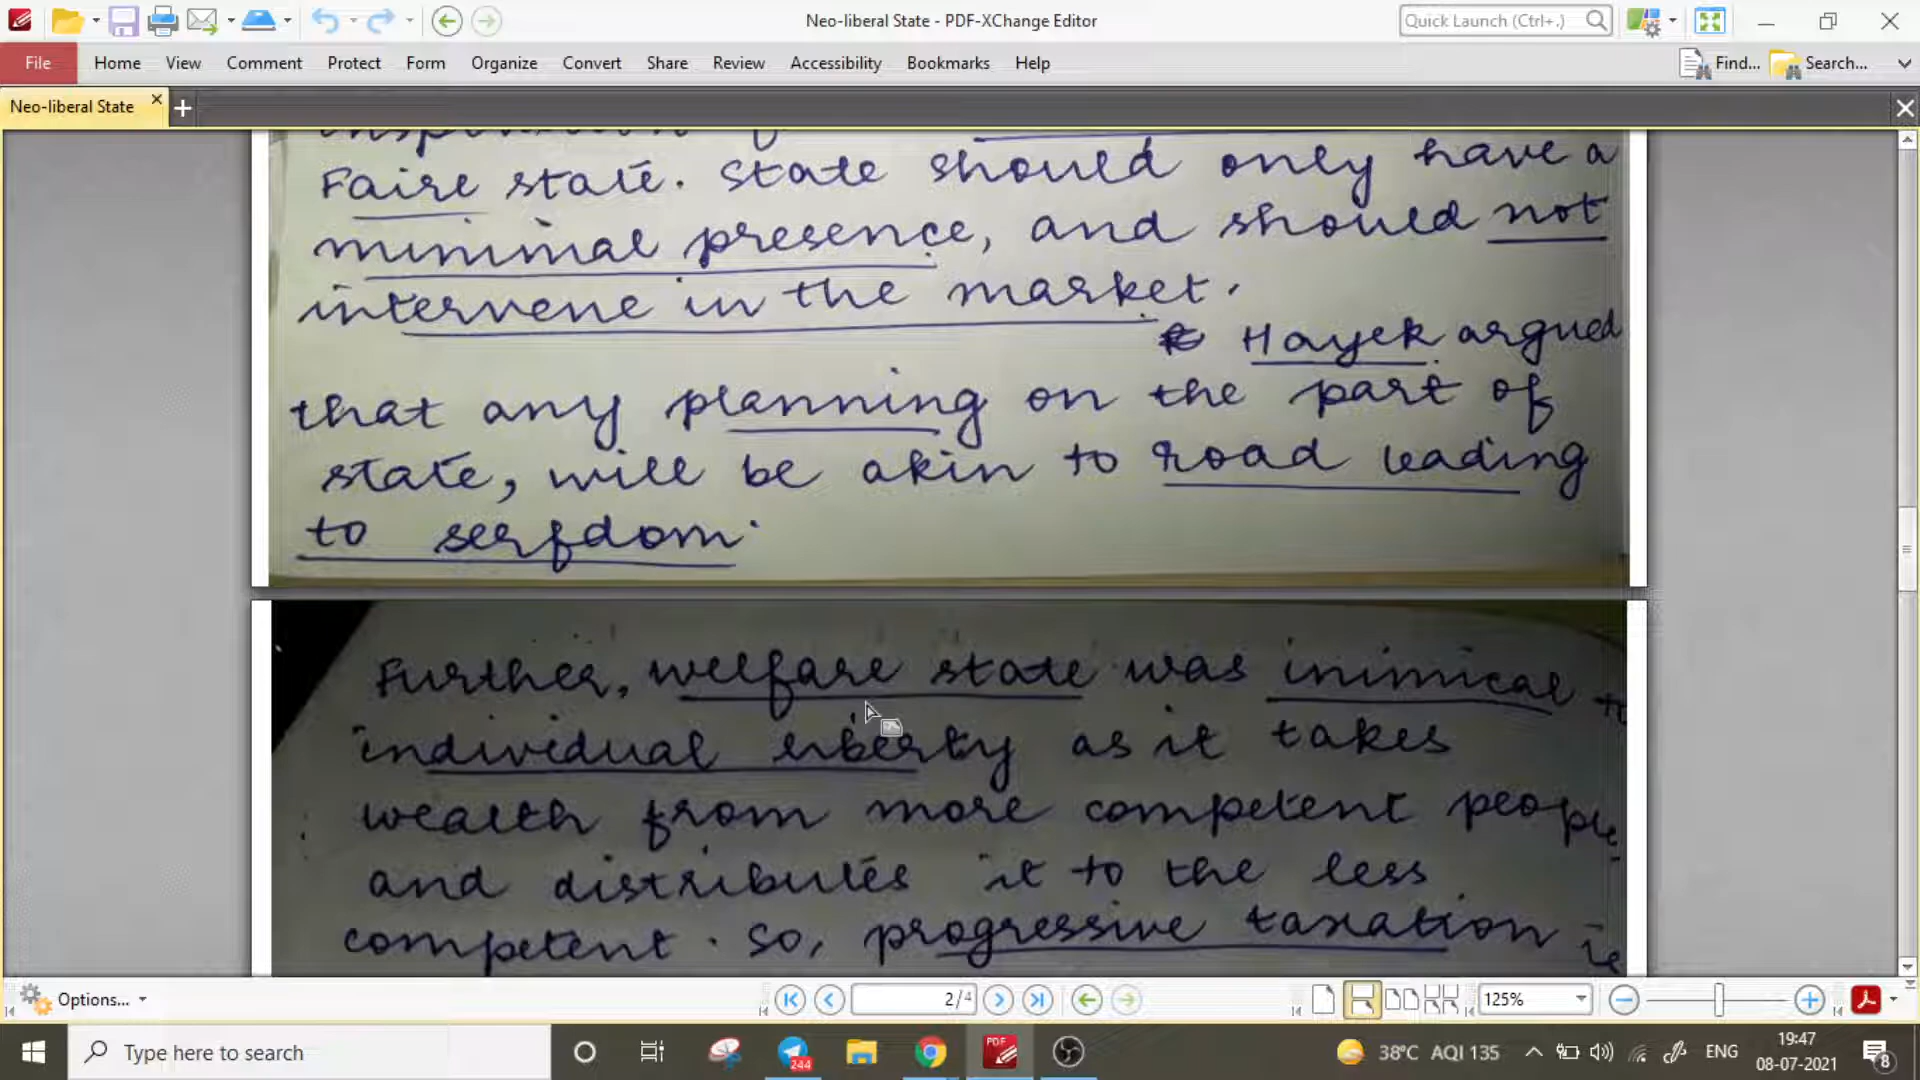 Neo-liberal State - PDF-XChange Editor
Quick Launch (Ctrl+.)
File Home View Comment Protect Form Organize Convert Share Review Accessibility Bookmarks Help
Find... Search...
Neo-liberal State
Faire state. State should only have a
minimal presence, and should not
intervene in the market.
Hayek argued
that any planning on the part of
state, will be akin to road leading
to serfdom.
Further, welfare state was inimical to
individual liberty as it takes
wealth from more competent people
and distributes it to the less
competent. So, progressive taxation is
Options...
2/4
125%
Type here to search
244
PDF
38°C AQI 135
ENG
19:47
08-07-2021
8